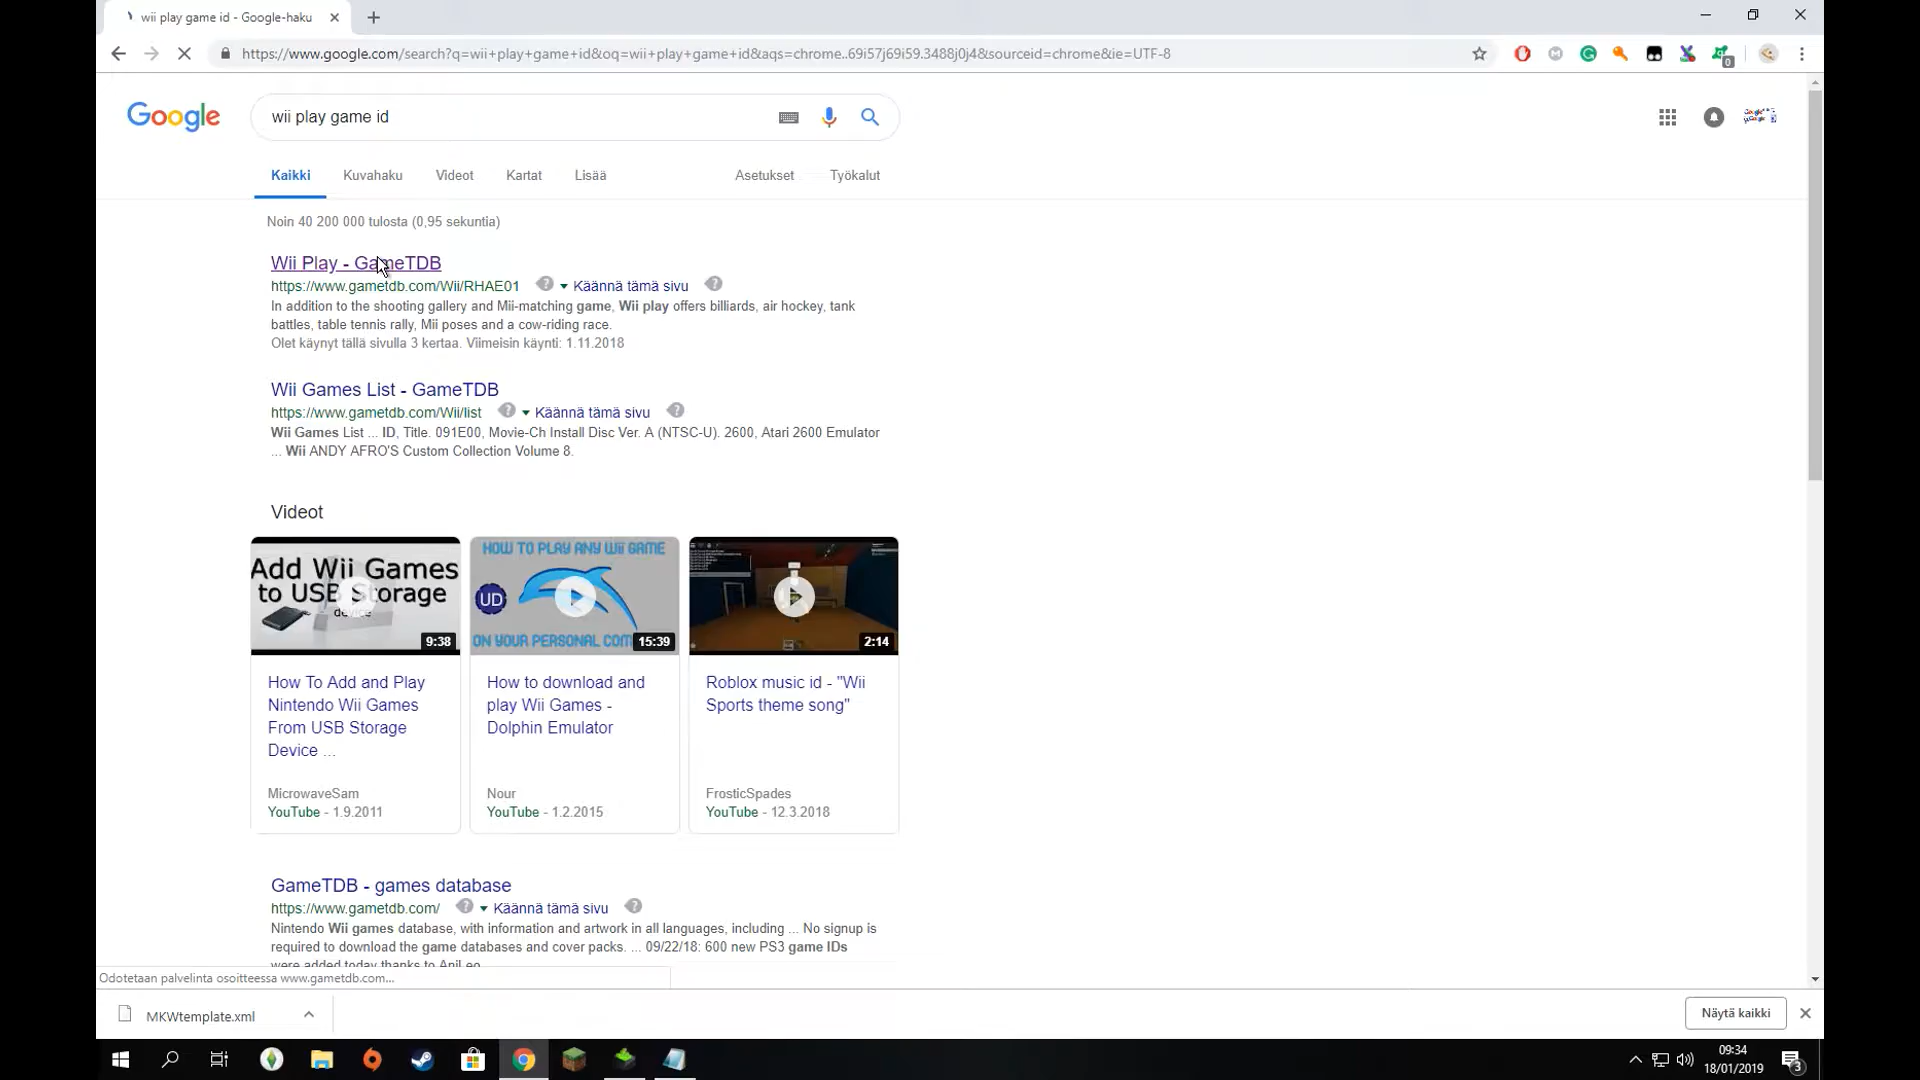 wii play game id - Google-haku
https://www.google.com/search?q=wii+play+game+id&oq=wii+play+game+id&aqs=chrome..69i57j69i59.3488j0j4&sourceid=chrome&ie=UTF-8
0
Google
wii play game id
Kaikki Kuvahaku Videot Kartat Lisää Asetukset Työkalut
Noin 40 200 000 tulosta (0,95 sekuntia)
Wii Play - GameTDB
https://www.gametdb.com/Wii/RHAE01 Käännä tämä sivu
In addition to the shooting gallery and Mii-matching game, Wii play offers billiards, air hockey, tank
battles, table tennis rally, Mii poses and a cow-riding race.
Olet käynyt tällä sivulla 3 kertaa. Viimeisin käynti: 1.11.2018
Wii Games List - GameTDB
https://www.gametdb.com/Wii/list Käännä tämä sivu
Wii Games List ... ID, Title. 091E00, Movie-Ch Install Disc Ver. A (NTSC-U). 2600, Atari 2600 Emulator
... Wii ANDY AFRO'S Custom Collection Volume 8.
Videot
Add Wii Games
to USB Storage
device
9:38
HOW TO PLAY ANY WII GAME
UD
ON YOUR PERSONAL COM
15:39
2:14
How To Add and Play
Nintendo Wii Games
From USB Storage
Device ...
MicrowaveSam
YouTube - 1.9.2011
How to download and
play Wii Games -
Dolphin Emulator
Nour
YouTube - 1.2.2015
Roblox music id - "Wii
Sports theme song"
FrosticSpades
YouTube - 12.3.2018
GameTDB - games database
https://www.gametdb.com/ Käännä tämä sivu
Nintendo Wii games database, with information and artwork in all languages, including ... No signup is
required to download the game databases and cover packs. ... 09/22/18: 600 new PS3 game IDs
were added today thanks to AniLeo
Odotetaan palvelinta osoitteessa www.gametdb.com...
MKWtemplate.xml
Näytä kaikki
09:34
18/01/2019
3